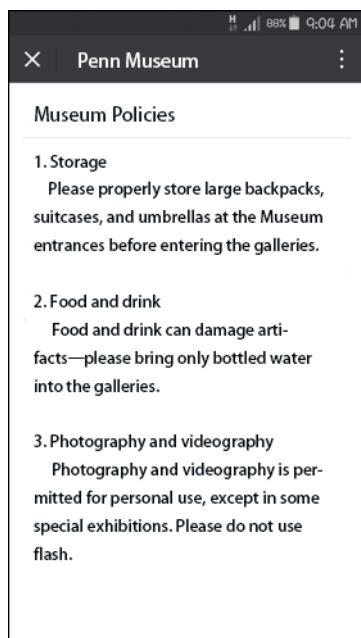 H 88% 9:04 AM
× Penn Museum
Museum Policies
1. Storage
Please properly store large backpacks,
suitcases, and umbrellas at the Museum
entrances before entering the galleries.
2. Food and drink
Food and drink can damage arti-
facts—please bring only bottled water
into the galleries.
3. Photography and videography
Photography and videography is per-
mitted for personal use, except in some
special exhibitions. Please do not use
flash.